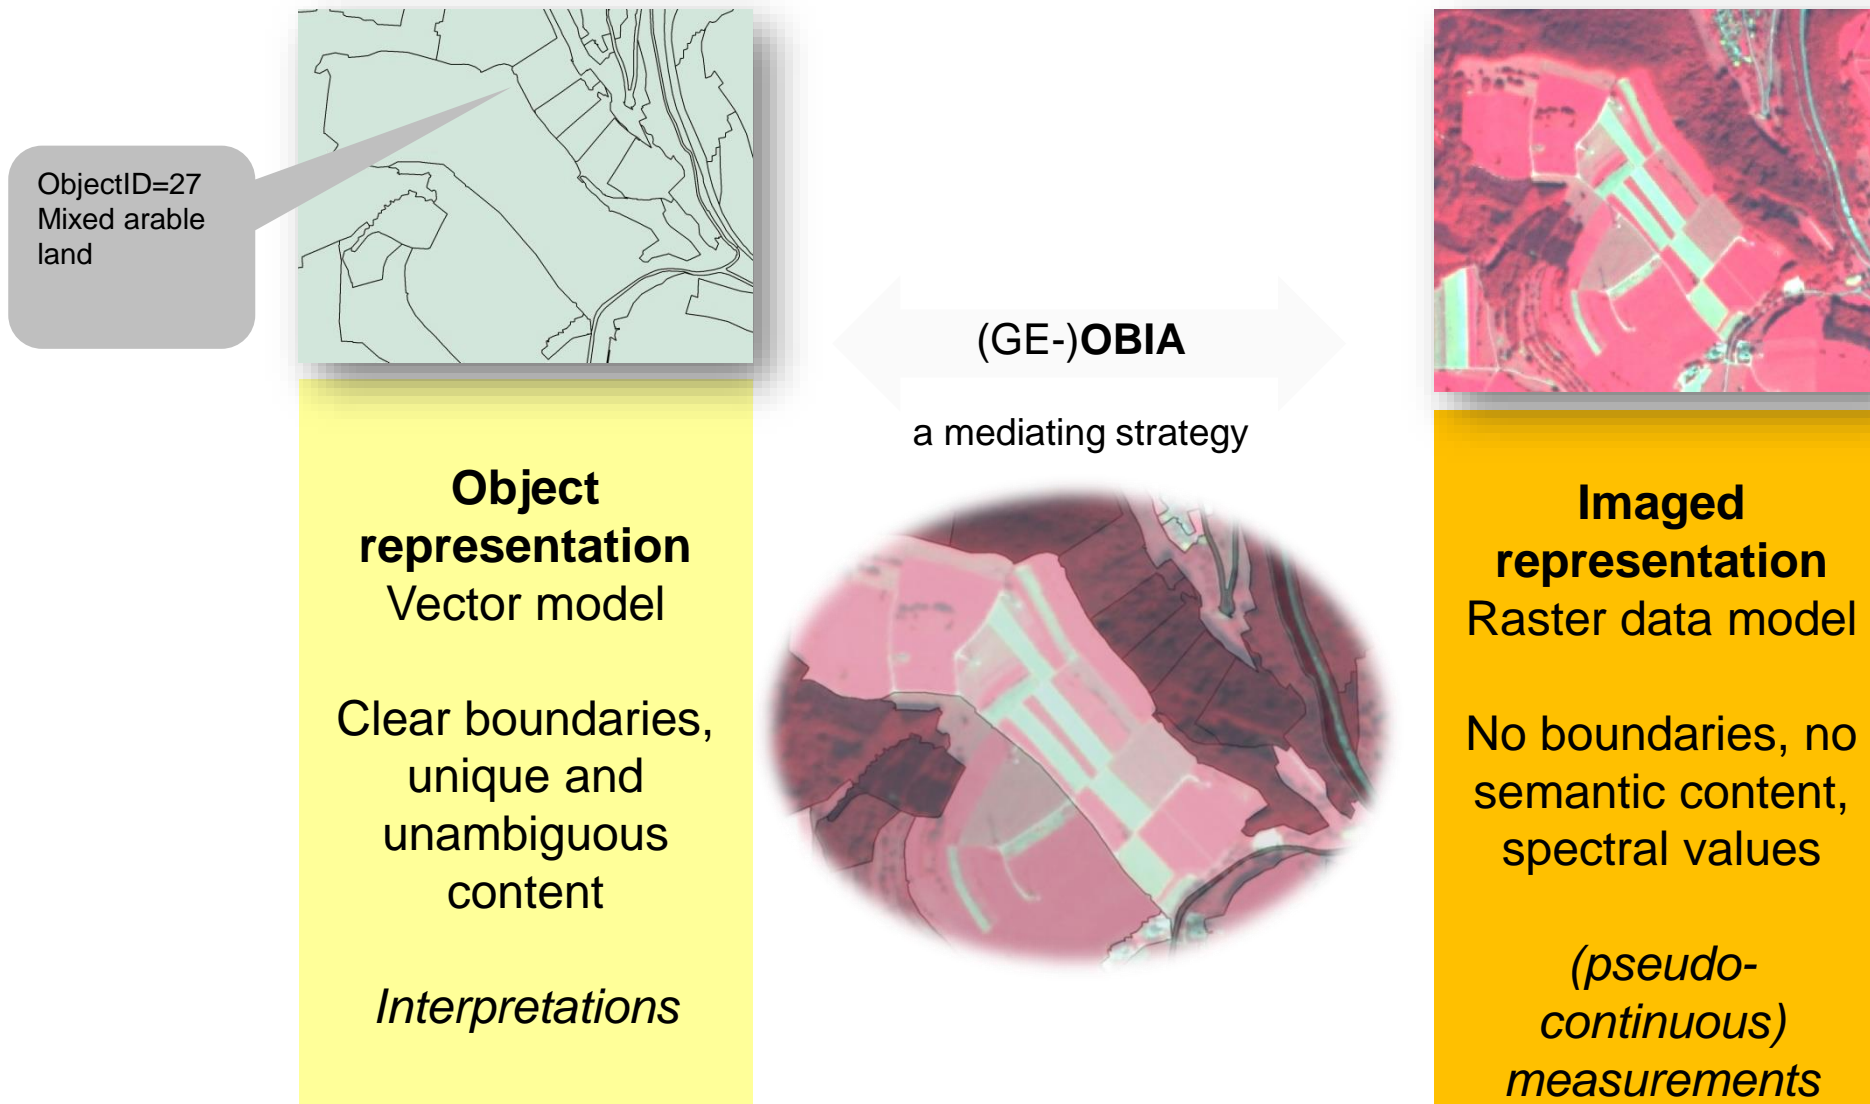 ObjectID=27
Mixed arable
land
(GE-)OBIA
a mediating strategy
Object
representation
Vector model
Clear boundaries,
unique and
unambiguous
content
Interpretations
Imaged
representation
Raster data model
No boundaries, no
semantic content,
spectral values
(pseudo-
continuous)
measurements